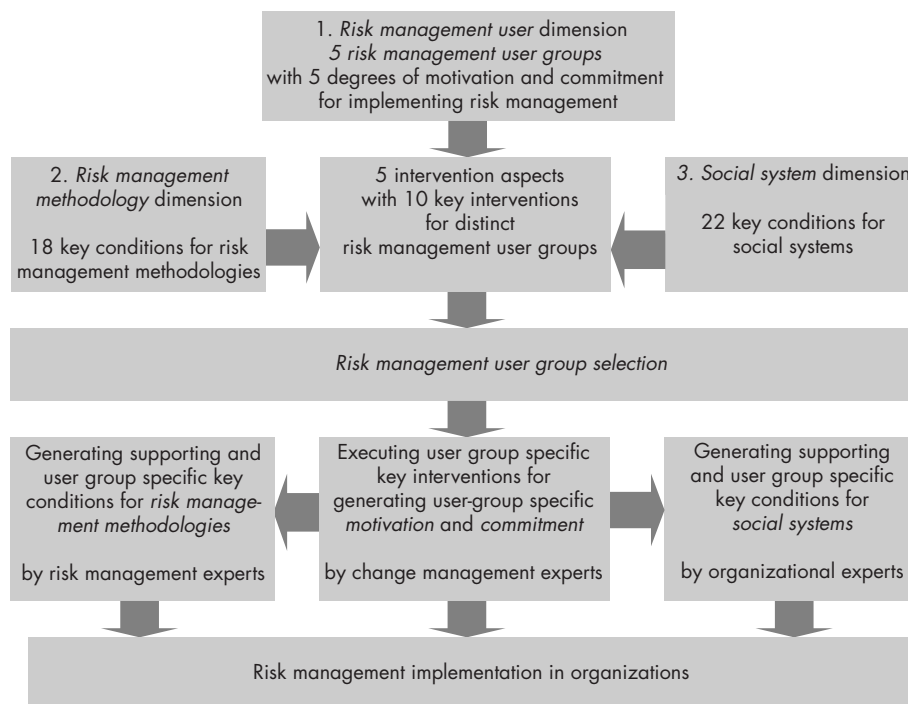 1. Risk management user dimension
5 risk management user groups
with 5 degrees of motivation and commitment
for implementing risk management
2. Risk management
methodology dimension
18 key conditions for risk
management methodologies
5 intervention aspects
with 10 key interventions
for distinct
risk management user groups
3. Social system dimension
22 key conditions for
social systems
Risk management user group selection
Generating supporting and
user group specific key
conditions for risk manage-
ment methodologies
by risk management experts
Executing user group specific
key interventions for
generating user-group specific
motivation and commitment
by change management experts
Generating supporting
and user group specific
key conditions for
social systems
by organizational experts
Risk management implementation in organizations